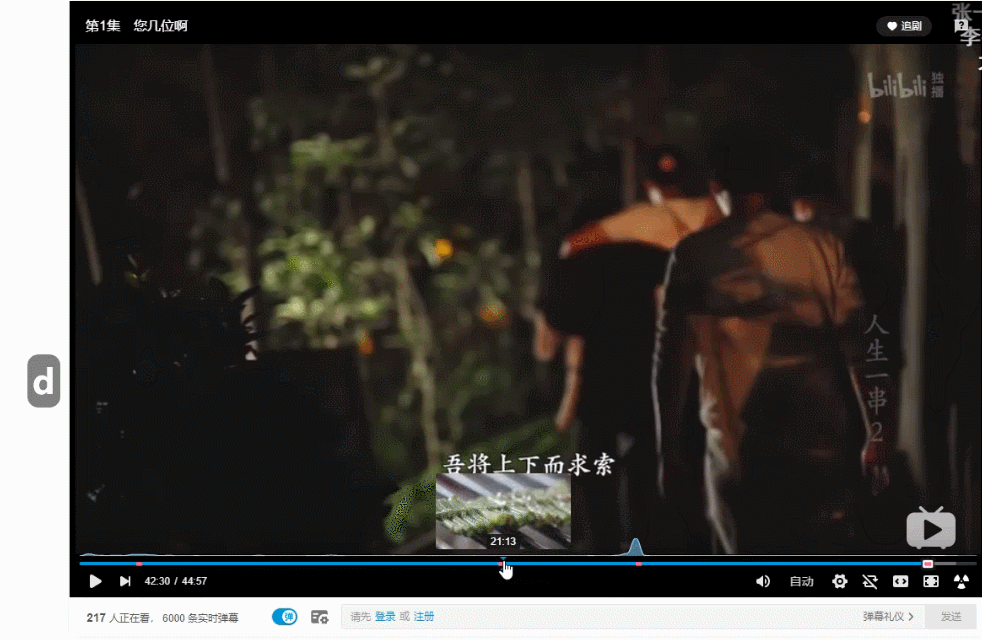 第1集 您几位啊
追剧
张一
李
bilibili 独播
d
人生一串2
吾将上下而求索
21:13
42:30 / 44:57
自动
217 人正在看， 6000 条实时弹幕
弹
请先 登录 或 注册
弹幕礼仪 >
发送